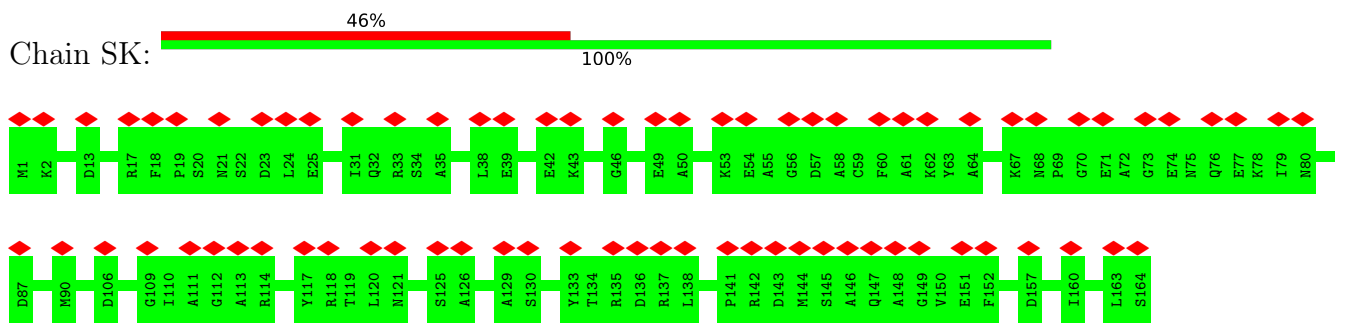 46%
Chain SK:
100%
M1 K2 D13 R17 F18 P19 S20 N21 S22 D23 L24 E25 I31 Q32 R33 S34 A35 L38 E39 E42 K43 G46 E49 A50 K53 E54 A55 G56 D57 A58 C59 F60 A61 K62 Y63 A64 K67 N68 P69 G70 E71 A72 G73 E74 N75 Q76 E77 K78 I79 N80
D87 M90 D106 G109 I110 A111 G112 A113 R114 Y117 R118 T119 L120 N121 S125 A126 A129 S130 Y133 T134 R135 D136 R137 L138 P141 R142 D143 M144 S145 A146 Q147 A148 G149 V150 E151 F152 D157 I160 L163 S164